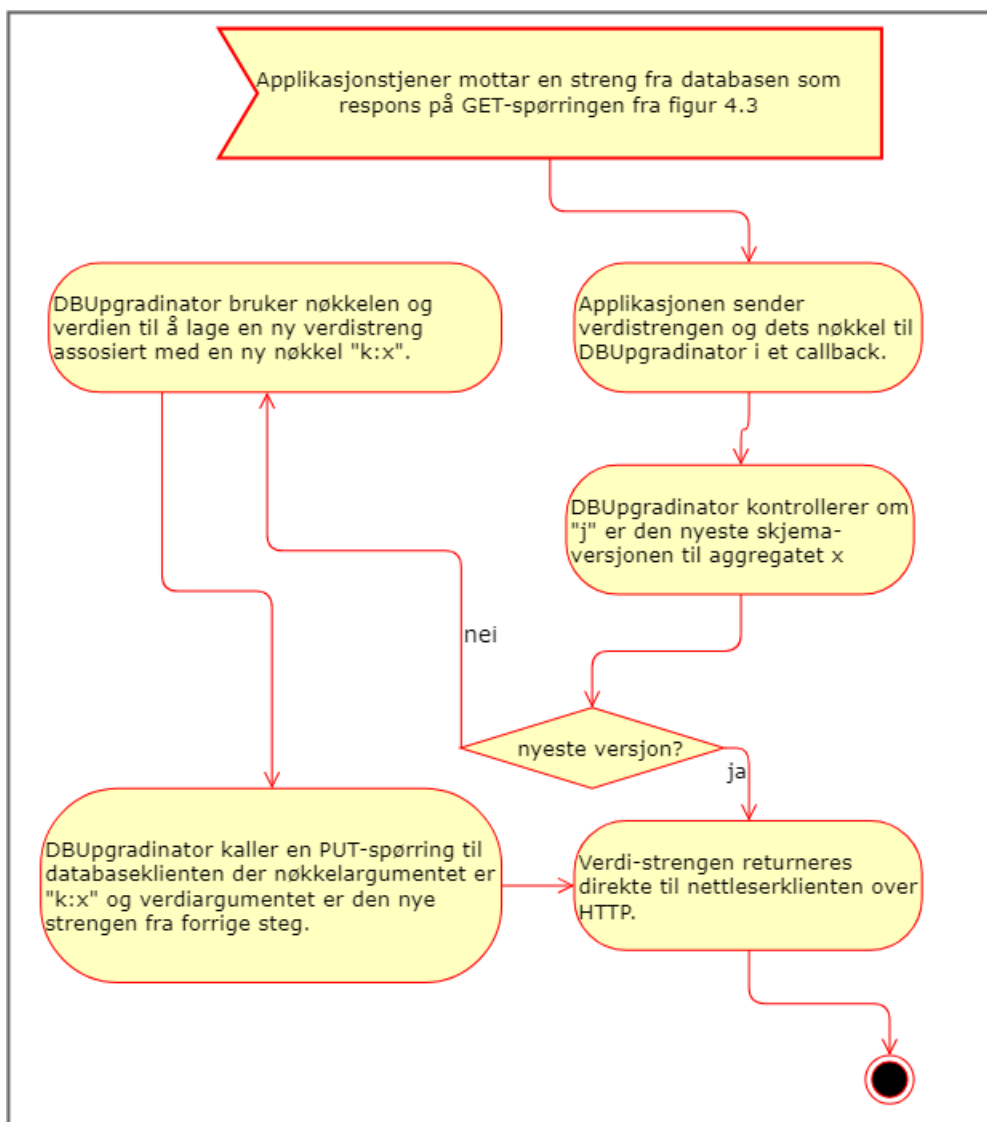 Applikasjonstjener mottar en streng fra databasen som
respons på GET-spørringen fra figur 4.3
Applikasjonen sender
verdistrengen og dets nøkkel til
DBUpgradinator i et callback.
DBUpgradinator kontrollerer om
"j" er den nyeste skjema-
versjonen til aggregatet x
nyeste versjon?
nei
ja
DBUpgradinator bruker nøkkelen og
verdien til å lage en ny verdistreng
assosiert med en ny nøkkel "k:x".
DBUpgradinator kaller en PUT-spørring til
databaseklienten der nøkkelargumentet er
"k:x" og verdiargumentet er den nye
strengen fra forrige steg.
Verdi-strengen returneres
direkte til nettleserklienten over
HTTP.